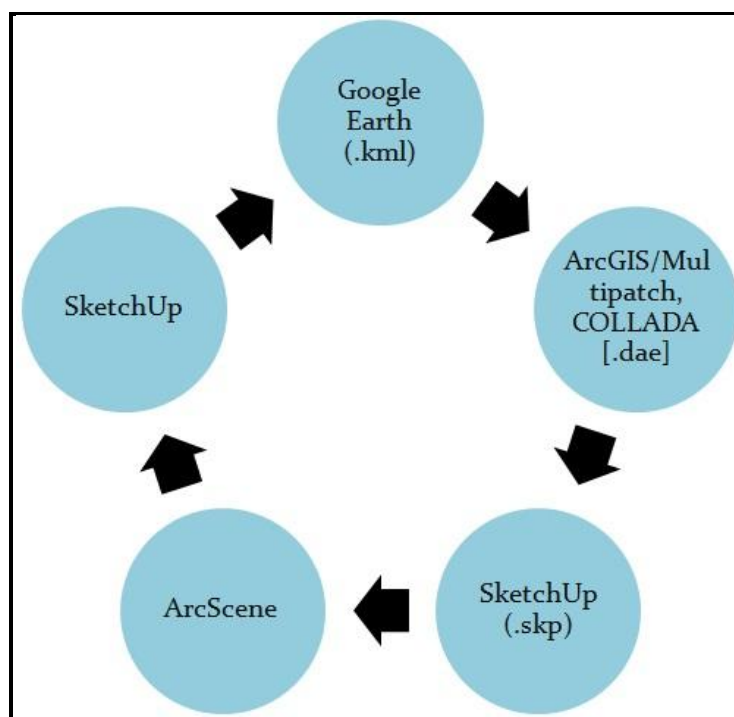 Google
Earth
(.kml)
ArcGIS/Mul
tipatch,
COLLADA
[.dae]
SketchUp
(.skp)
ArcScene
SketchUp